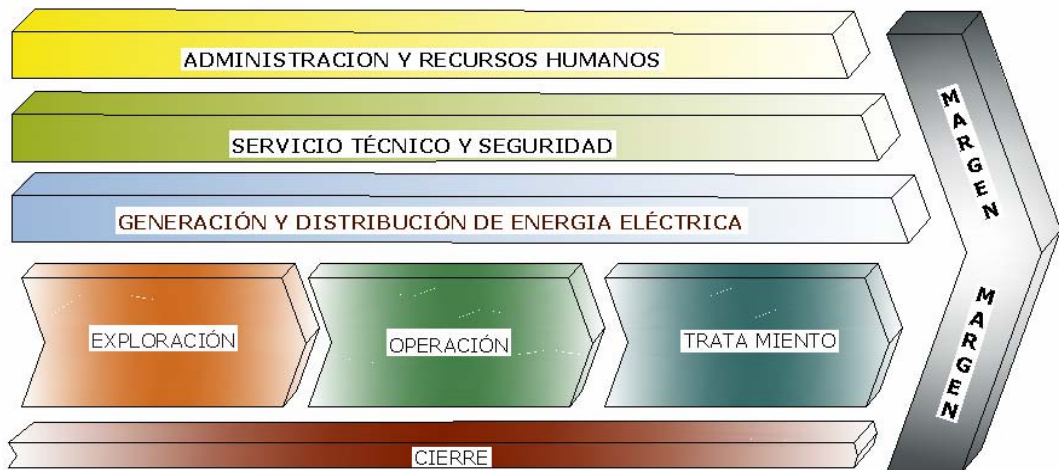 ADMINISTRACION Y RECURSOS HUMANOS
SERVICIO TÉCNICO Y SEGURIDAD
GENERACIÓN Y DISTRIBUCIÓN DE ENERGIA ELÉCTRICA
EXPLORACIÓN
OPERACIÓN
TRATA MIENTO
CIERRE
MARGEN
MARGEN